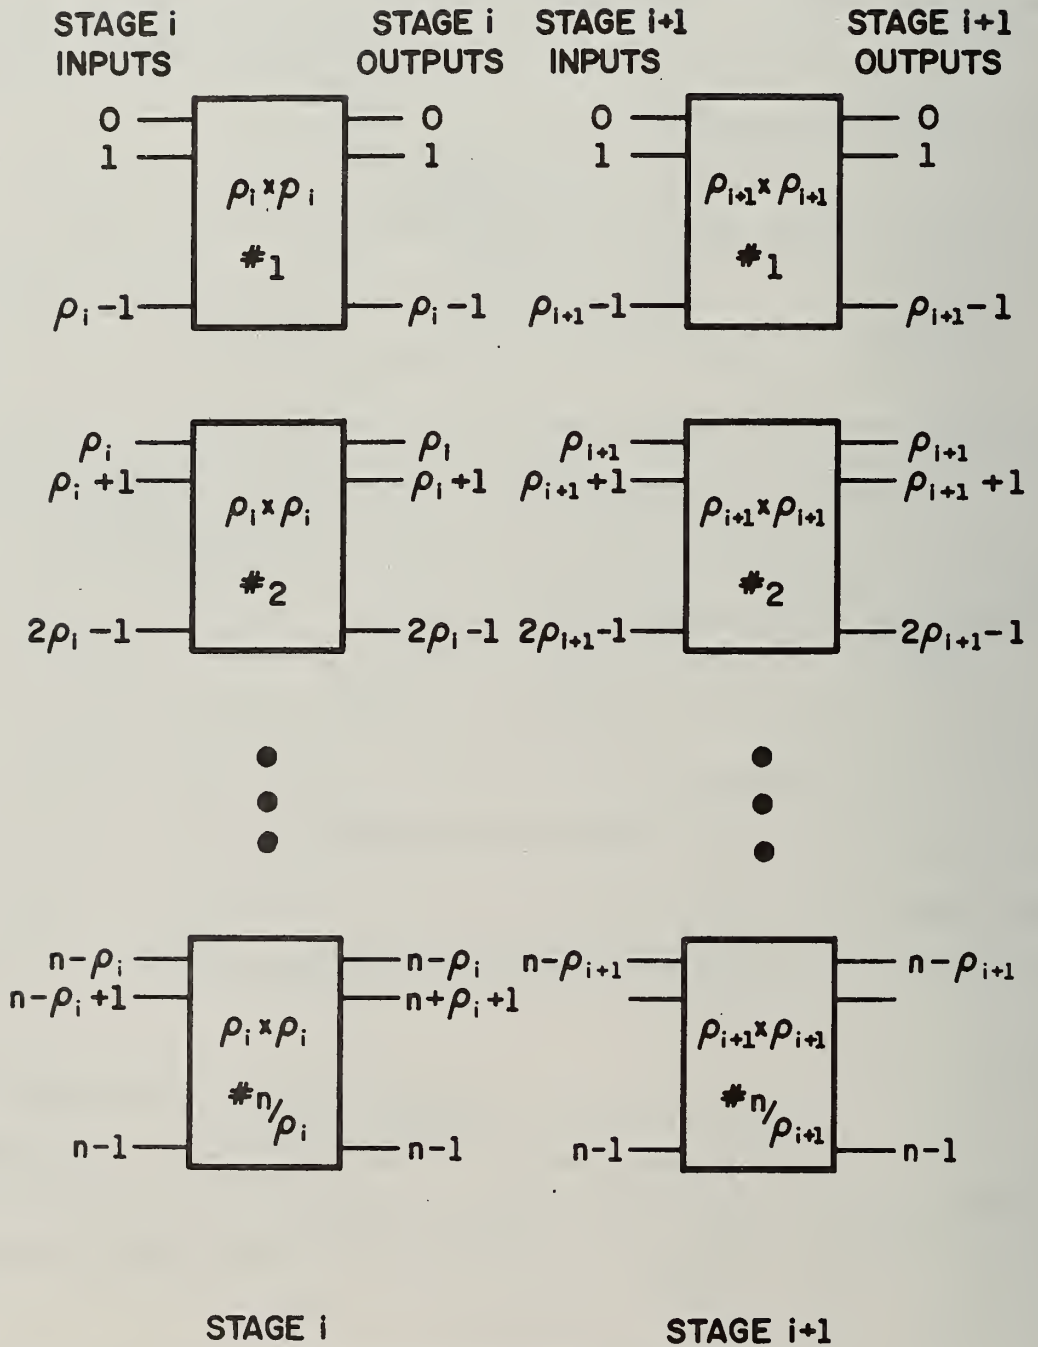 STAGE i INPUTS
STAGE i OUTPUTS
STAGE i+1 INPUTS
STAGE i+1 OUTPUTS
0 0 0 0
1 1 1 1
ρi × ρi ρi+1 × ρi+1
#1 #1
ρi -1 ρi -1 ρi+1 -1 ρi+1 -1
ρi ρi ρi+1 ρi+1
ρi +1 ρi +1 ρi+1 +1 ρi+1 +1
ρi × ρi ρi+1 × ρi+1
#2 #2
2ρi -1 2ρi -1 2ρi+1 -1 2ρi+1 -1
n-ρi n-ρi n-ρi+1 n-ρi+1
n-ρi +1 n+ρi +1
ρi × ρi ρi+1 × ρi+1
#n/ρi #n/ρi+1
n-1 n-1 n-1 n-1
STAGE i STAGE i+1